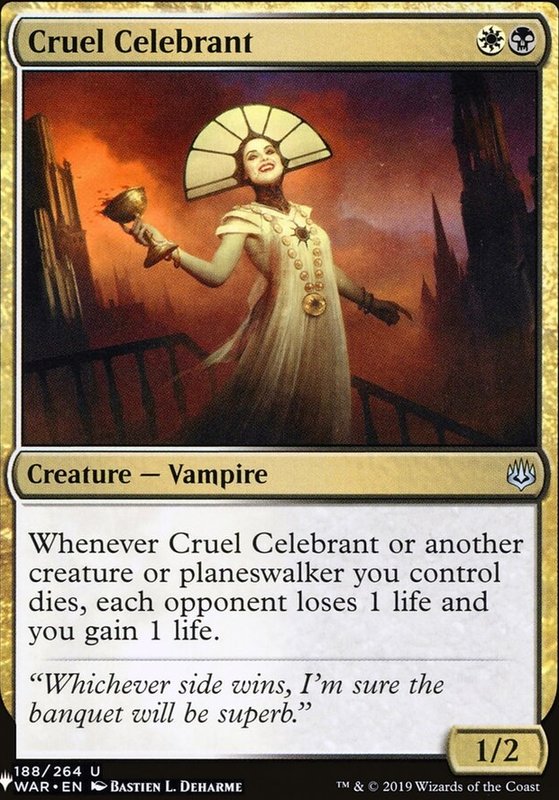 Cruel Celebrant
Creature — Vampire
Whenever Cruel Celebrant or another
creature or planeswalker you control
dies, each opponent loses 1 life and
you gain 1 life.
“Whichever side wins, I’m sure the
banquet will be superb.”
1/2
188/264 U
WAR • EN Bastien L. Deharme
™ & © 2019 Wizards of the Coast